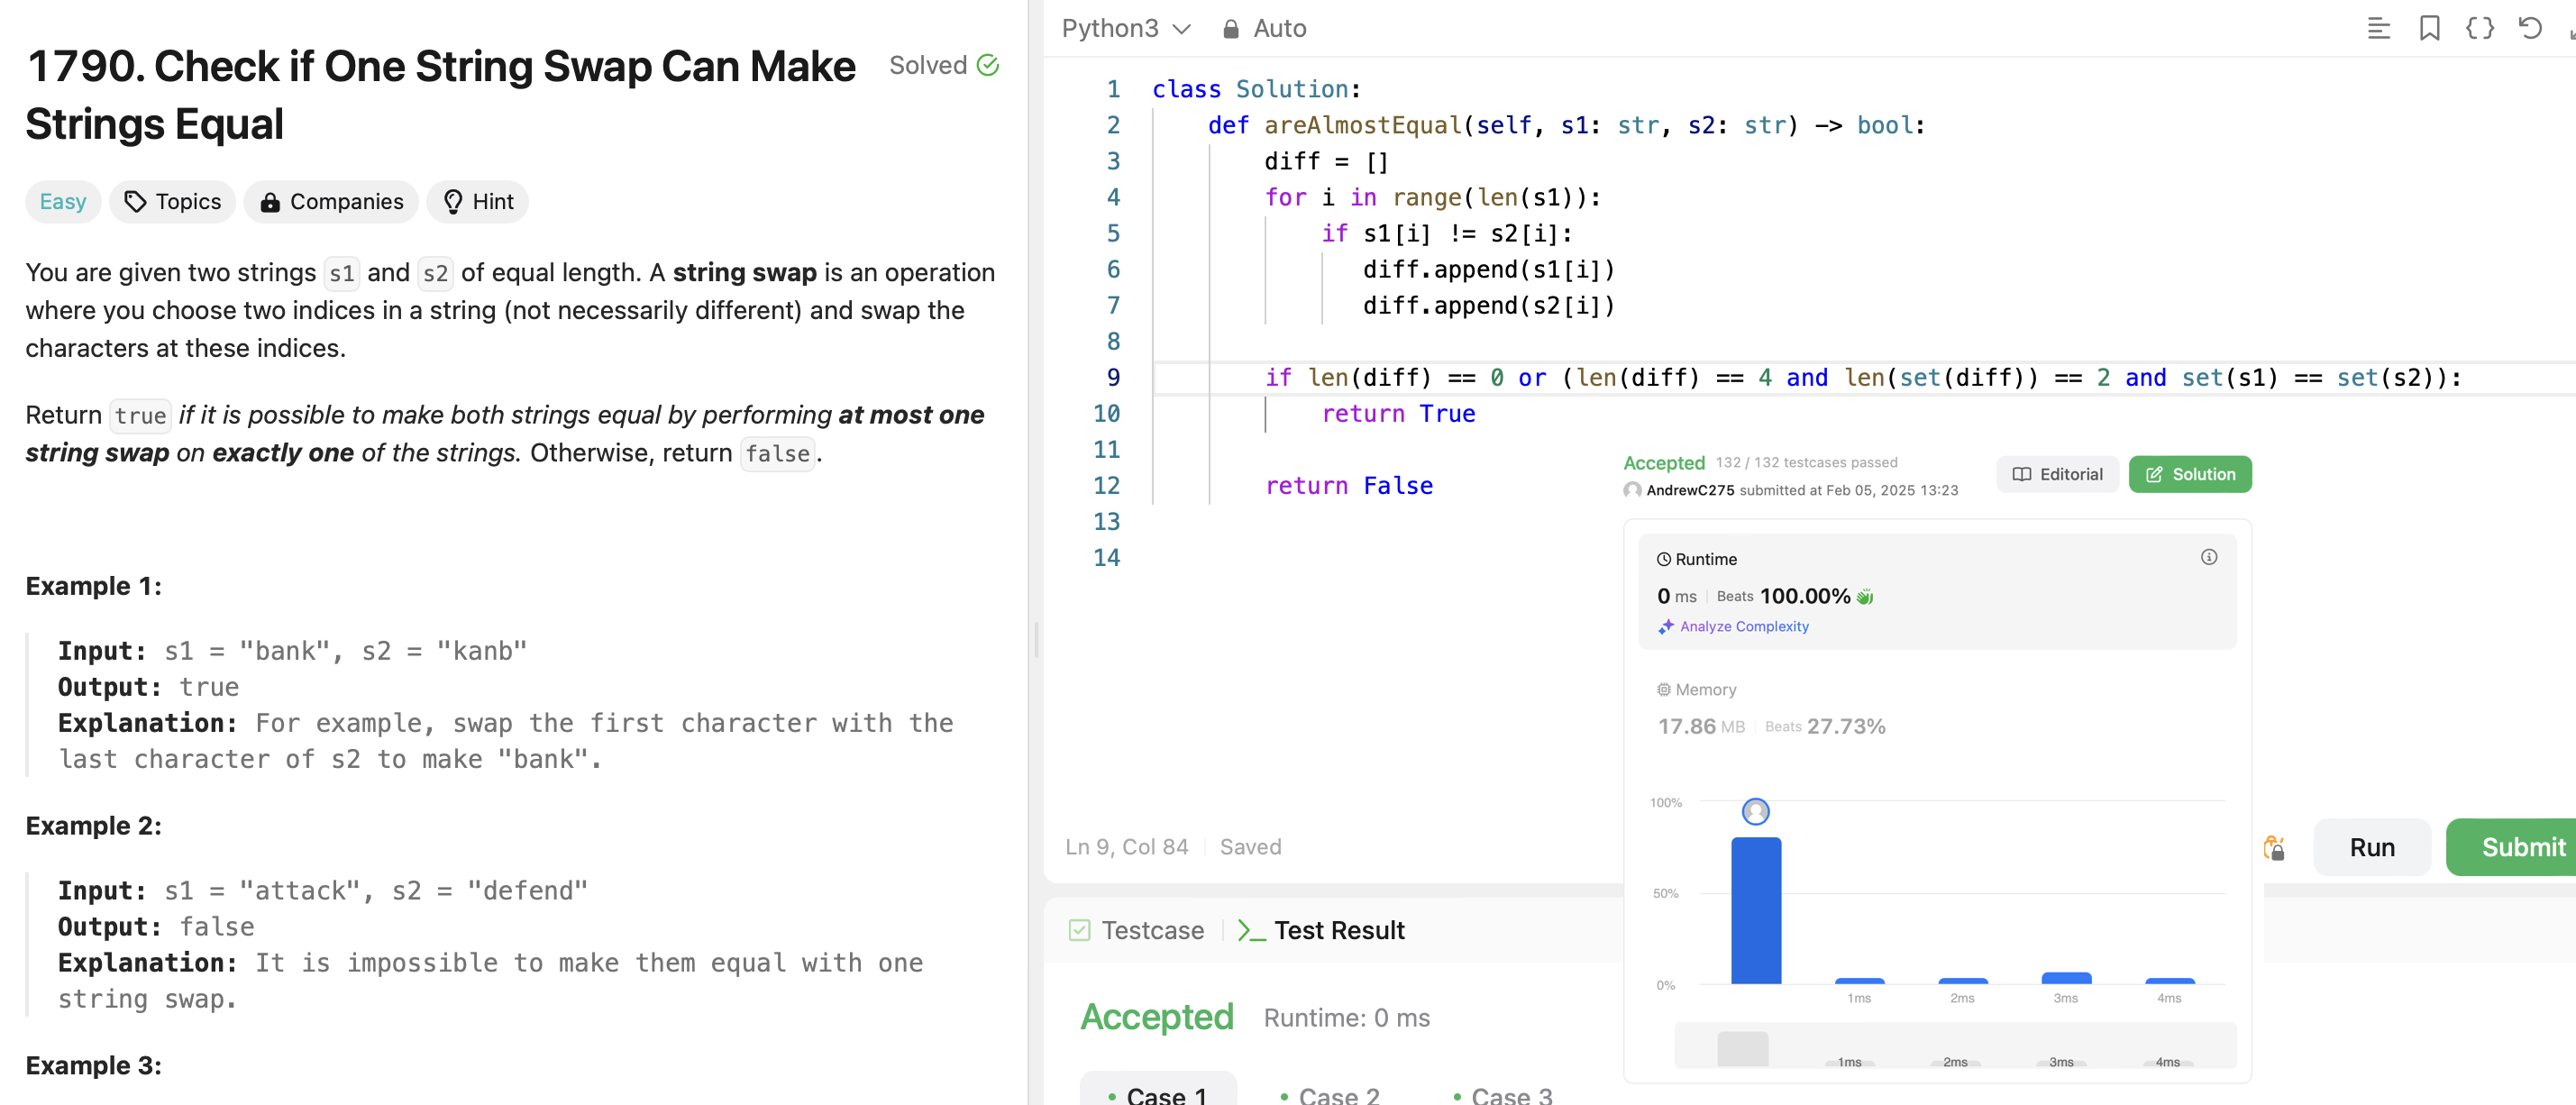 1790. Check if One String Swap Can Make
Strings Equal
Solved
Easy
Topics
Companies
Hint
You are given two strings s1 and s2 of equal length. A string swap is an operation
where you choose two indices in a string (not necessarily different) and swap the
characters at these indices.
Return true if it is possible to make both strings equal by performing at most one
string swap on exactly one of the strings. Otherwise, return false.
Example 1:
Input: s1 = "bank", s2 = "kanb"
Output: true
Explanation: For example, swap the first character with the
last character of s2 to make "bank".
Example 2:
Input: s1 = "attack", s2 = "defend"
Output: false
Explanation: It is impossible to make them equal with one
string swap.
Example 3:
Python3
Auto
1 class Solution:
2     def areAlmostEqual(self, s1: str, s2: str) -> bool:
3         diff = []
4         for i in range(len(s1)):
5             if s1[i] != s2[i]:
6                diff.append(s1[i])
7                diff.append(s2[i])
8
9         if len(diff) == 0 or (len(diff) == 4 and len(set(diff)) == 2 and set(s1) == set(s2)):
10             return True
11
12         return False
13
14
Accepted 132 / 132 testcases passed
AndrewC275 submitted at Feb 05, 2025 13:23
Editorial
Solution
Runtime
0 ms | Beats 100.00%
Analyze Complexity
Memory
17.86 MB | Beats 27.73%
100%
50%
0%
1ms 2ms 3ms 4ms
1ms 2ms 3ms 4ms
Ln 9, Col 84 | Saved
Run
Submit
Testcase | >_ Test Result
Accepted Runtime: 0 ms
• Case 1 • Case 2 • Case 3